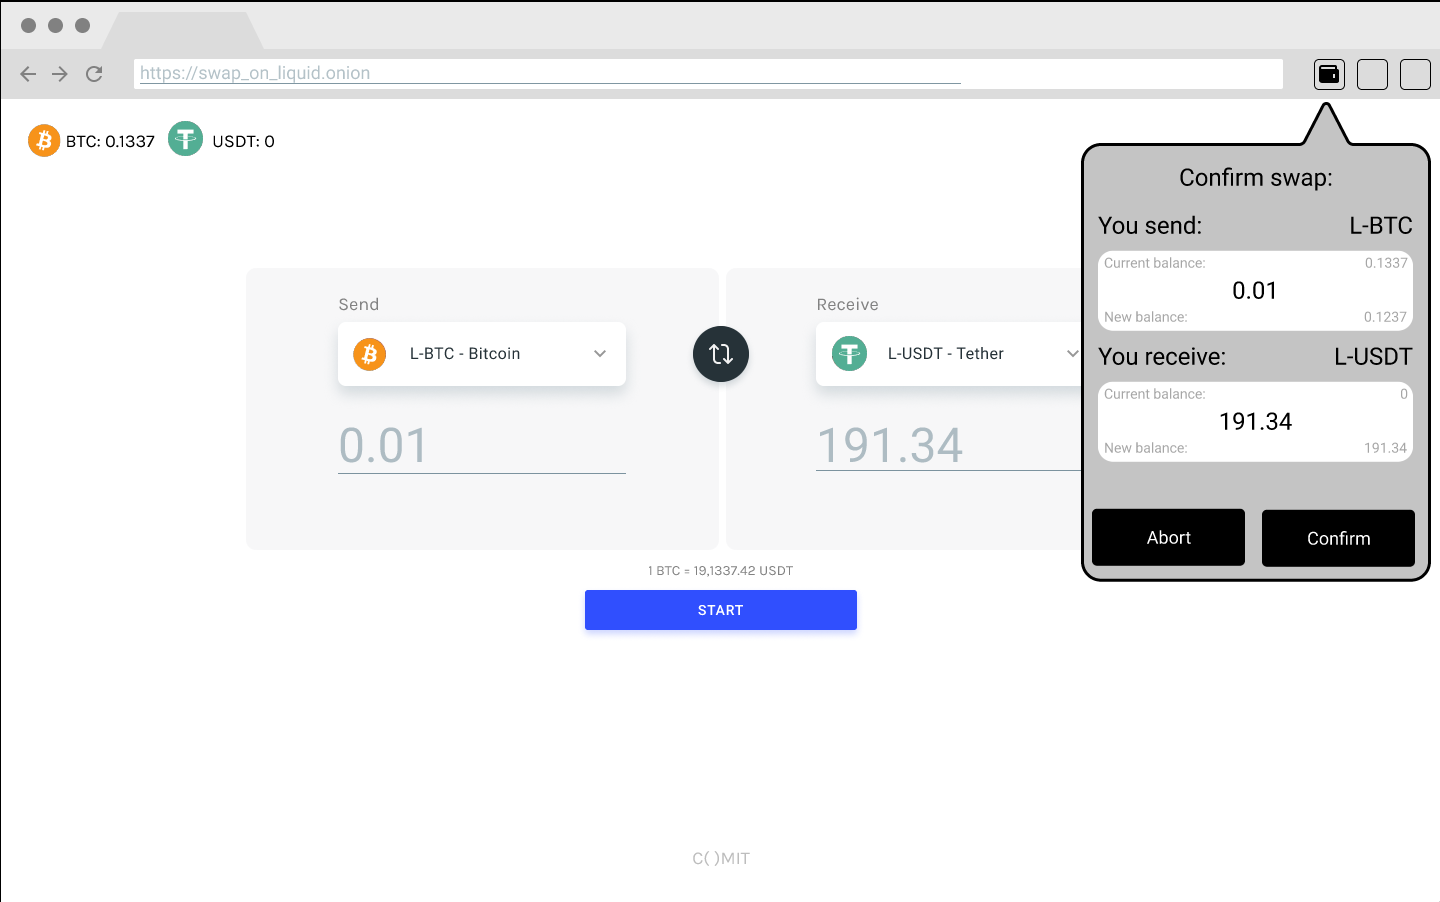 https://swap_on_liquid.onion
BTC: 0.1337 USDT: 0
Send
L-BTC - Bitcoin
0.01
Receive
L-USDT - Tether
191.34
1 BTC = 19,1337.42 USDT
START
C( )MIT
Confirm swap:
You send: L-BTC
Current balance: 0.1337
0.01
New balance: 0.1237
You receive: L-USDT
Current balance: 0
191.34
New balance: 191.34
Abort Confirm